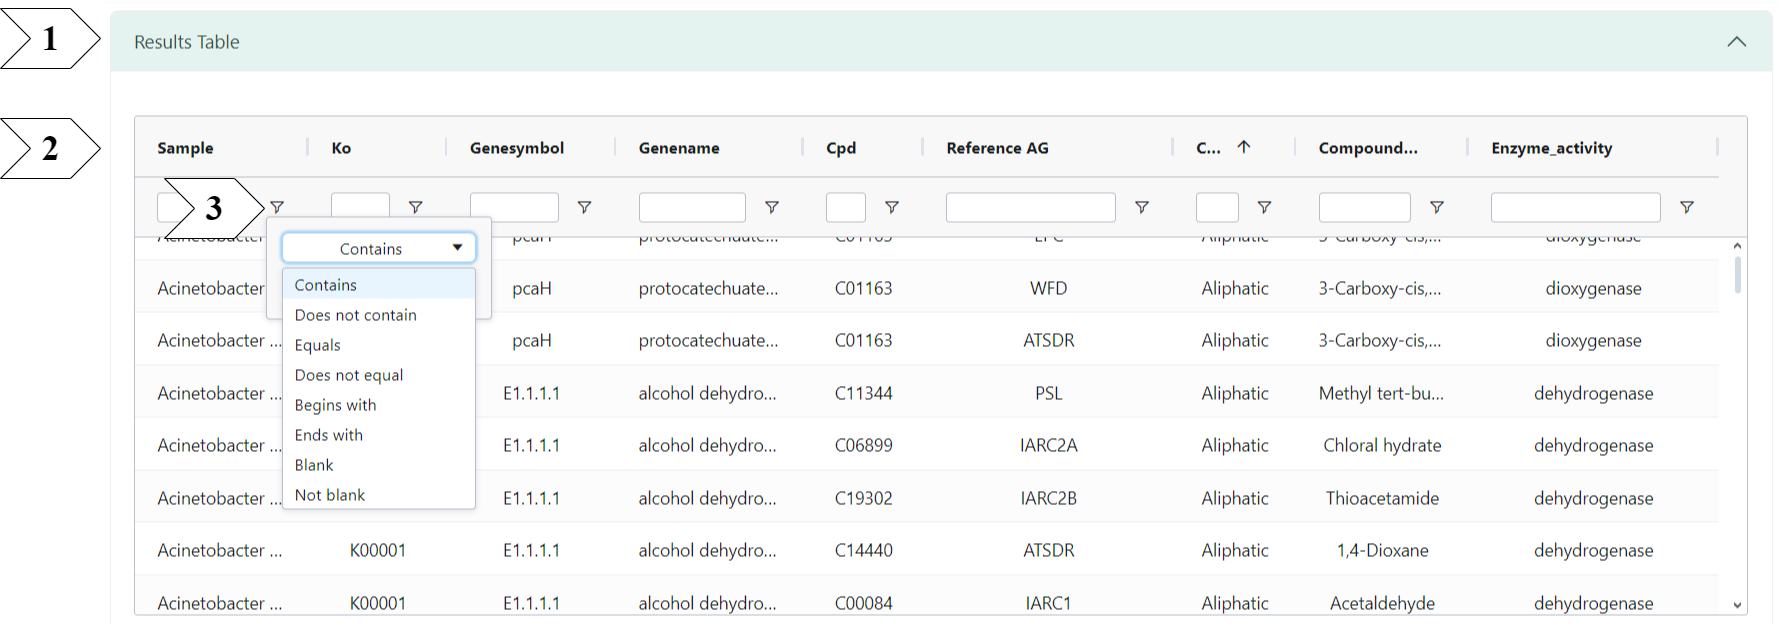 1 Results Table
2 Sample Ko Genesymbol Genename Cpd Reference AG C... Compound... Enzyme_activity
3
Acinetobacter pcaH protocatechuate... C01163 EPC Aliphatic 3-Carboxy-cis,... dioxygenase
Contains
Acinetobacter pcaH protocatechuate... C01163 WFD Aliphatic 3-Carboxy-cis,... dioxygenase
Contains
Does not contain
Acinetobacter ... pcaH protocatechuate... C01163 ATSDR Aliphatic 3-Carboxy-cis,... dioxygenase
Equals
Does not equal
Acinetobacter ... E1.1.1.1 alcohol dehydro... C11344 PSL Aliphatic Methyl tert-bu... dehydrogenase
Begins with
Ends with
Acinetobacter ... E1.1.1.1 alcohol dehydro... C06899 IARC2A Aliphatic Chloral hydrate dehydrogenase
Blank
Not blank
Acinetobacter ... E1.1.1.1 alcohol dehydro... C19302 IARC2B Aliphatic Thioacetamide dehydrogenase
Acinetobacter ... K00001 E1.1.1.1 alcohol dehydro... C14440 ATSDR Aliphatic 1,4-Dioxane dehydrogenase
Acinetobacter ... K00001 E1.1.1.1 alcohol dehydro... C00084 IARC1 Aliphatic Acetaldehyde dehydrogenase